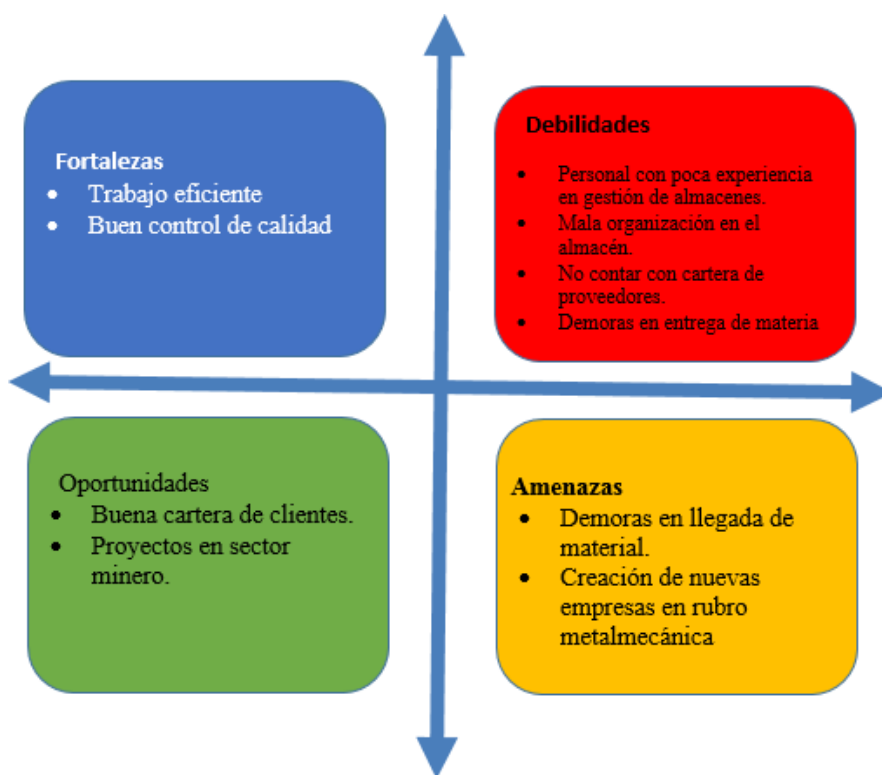 Fortalezas
• Trabajo eficiente
• Buen control de calidad
Debilidades
• Personal con poca experiencia
en gestión de almacenes.
• Mala organización en el
almacén.
• No contar con cartera de
proveedores.
• Demoras en entrega de materia
Oportunidades
• Buena cartera de clientes.
• Proyectos en sector
minero.
Amenazas
• Demoras en llegada de
material.
• Creación de nuevas
empresas en rubro
metalmecánica